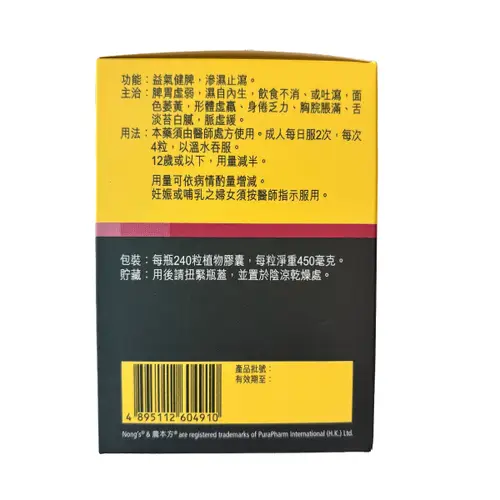 功能：益氣健脾，滲濕止瀉。
主治：脾胃虛弱，濕自內生，飲食不消、或吐瀉，面
色萎黃，形體虛羸、身倦乏力、胸脘脹滿、舌
淡苔白膩，脈虛緩。
用法：本藥須由醫師處方使用。成人每日服2次，每次
4粒，以溫水吞服。
12歲或以下，用量減半。
用量可依病情酌量增減。
妊娠或哺乳之婦女須按醫師指示服用。
包裝：每瓶240粒植物膠囊，每粒淨重450毫克。
貯藏：用後請扭緊瓶蓋，並置於陰涼乾燥處。
產品批號：
有效期至：
4 895112 604910
Nong's® & 農本方® are registered trademarks of PuraPharm International (H.K.) Ltd.